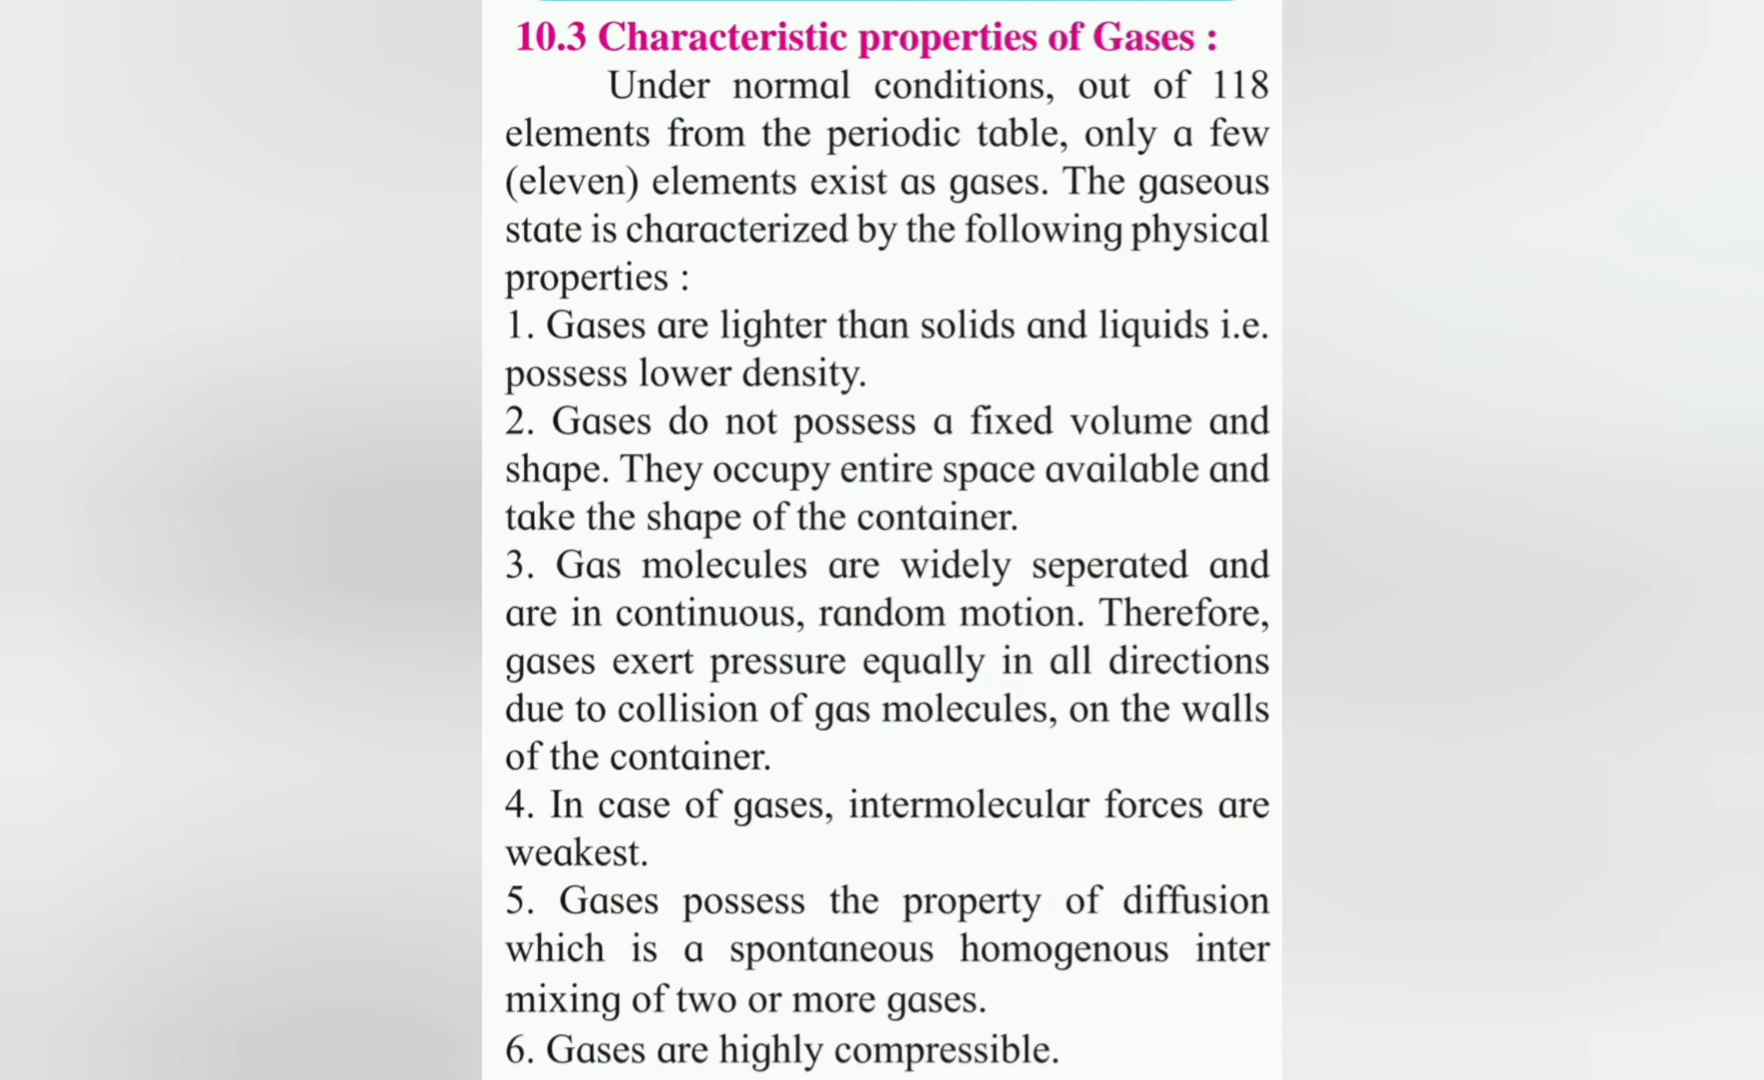 10.3 Characteristic properties of Gases :
Under normal conditions, out of 118
elements from the periodic table, only a few
(eleven) elements exist as gases. The gaseous
state is characterized by the following physical
properties :
1. Gases are lighter than solids and liquids i.e.
possess lower density.
2. Gases do not possess a fixed volume and
shape. They occupy entire space available and
take the shape of the container.
3. Gas molecules are widely seperated and
are in continuous, random motion. Therefore,
gases exert pressure equally in all directions
due to collision of gas molecules, on the walls
of the container.
4. In case of gases, intermolecular forces are
weakest.
5. Gases possess the property of diffusion
which is a spontaneous homogenous inter
mixing of two or more gases.
6. Gases are highly compressible.